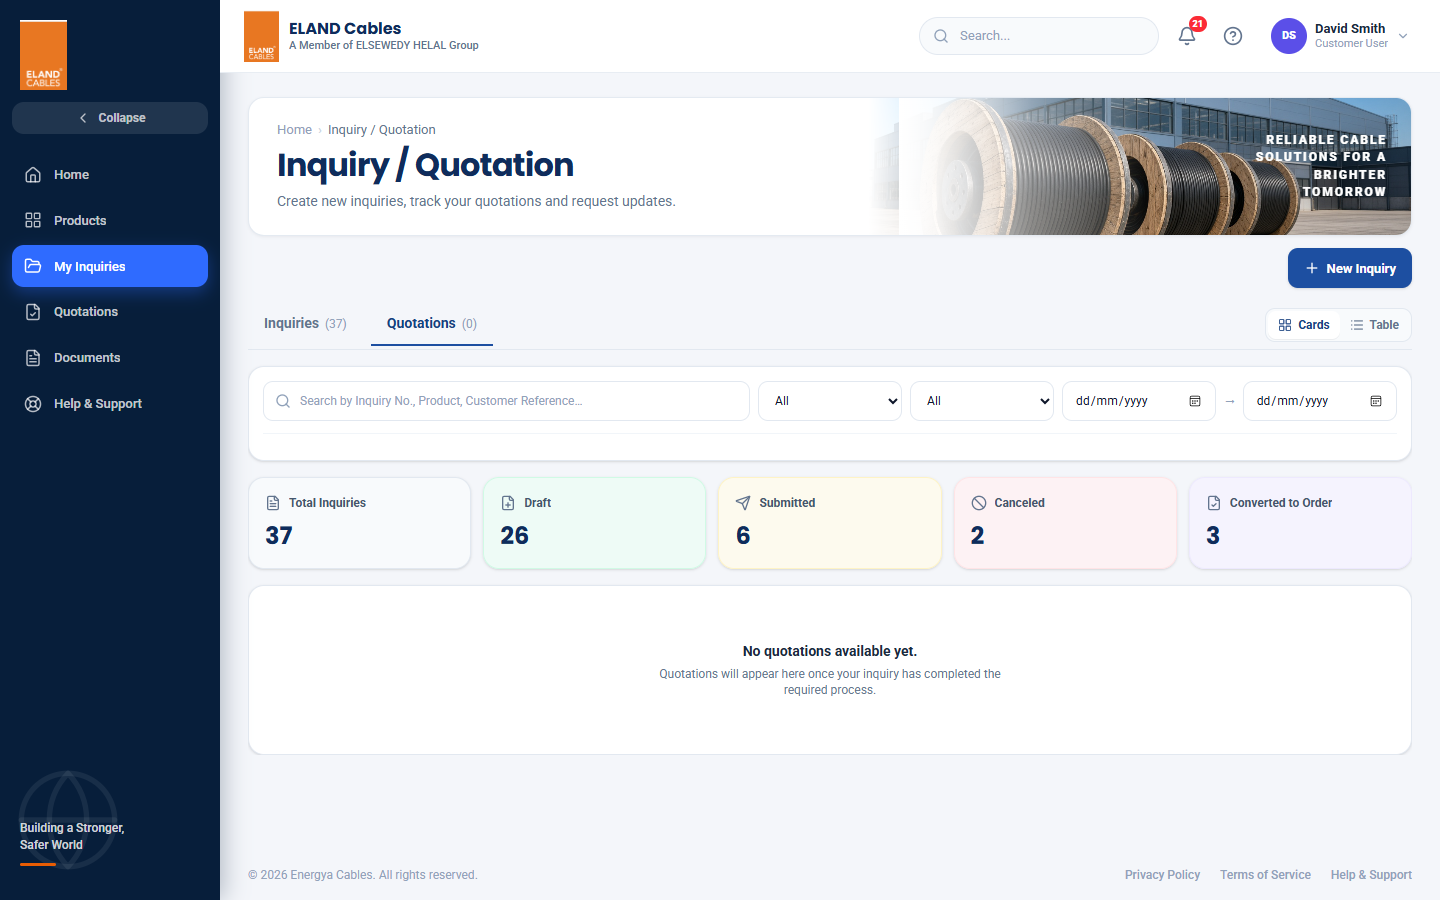 ELAND
CABLES
Collapse
Home
Products
My Inquiries
Quotations
Documents
Help & Support
Building a Stronger,
Safer World
ELAND
CABLES
ELAND Cables
A Member of ELSEWEDY HELAL Group
Search...
21
DS
David Smith
Customer User
Home › Inquiry / Quotation
Inquiry / Quotation
Create new inquiries, track your quotations and request updates.
RELIABLE CABLE
SOLUTIONS FOR A
BRIGHTER
TOMORROW
+ New Inquiry
Inquiries (37)
Quotations (0)
Cards
Table
Search by Inquiry No., Product, Customer Reference...
All
All
dd/mm/yyyy
→
dd/mm/yyyy
Total Inquiries
37
Draft
26
Submitted
6
Canceled
2
Converted to Order
3
No quotations available yet.
Quotations will appear here once your inquiry has completed the
required process.
© 2026 Energya Cables. All rights reserved.
Privacy Policy
Terms of Service
Help & Support